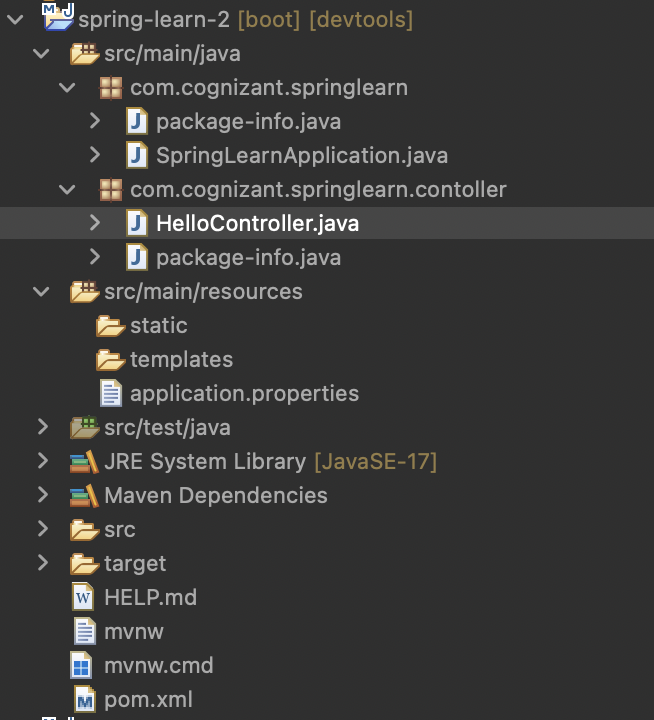 spring-learn-2 [boot] [devtools]
src/main/java
com.cognizant.springlearn
package-info.java
SpringLearnApplication.java
com.cognizant.springlearn.contoller
HelloController.java
package-info.java
src/main/resources
static
templates
application.properties
src/test/java
JRE System Library [JavaSE-17]
Maven Dependencies
src
target
HELP.md
mvnw
mvnw.cmd
pom.xml